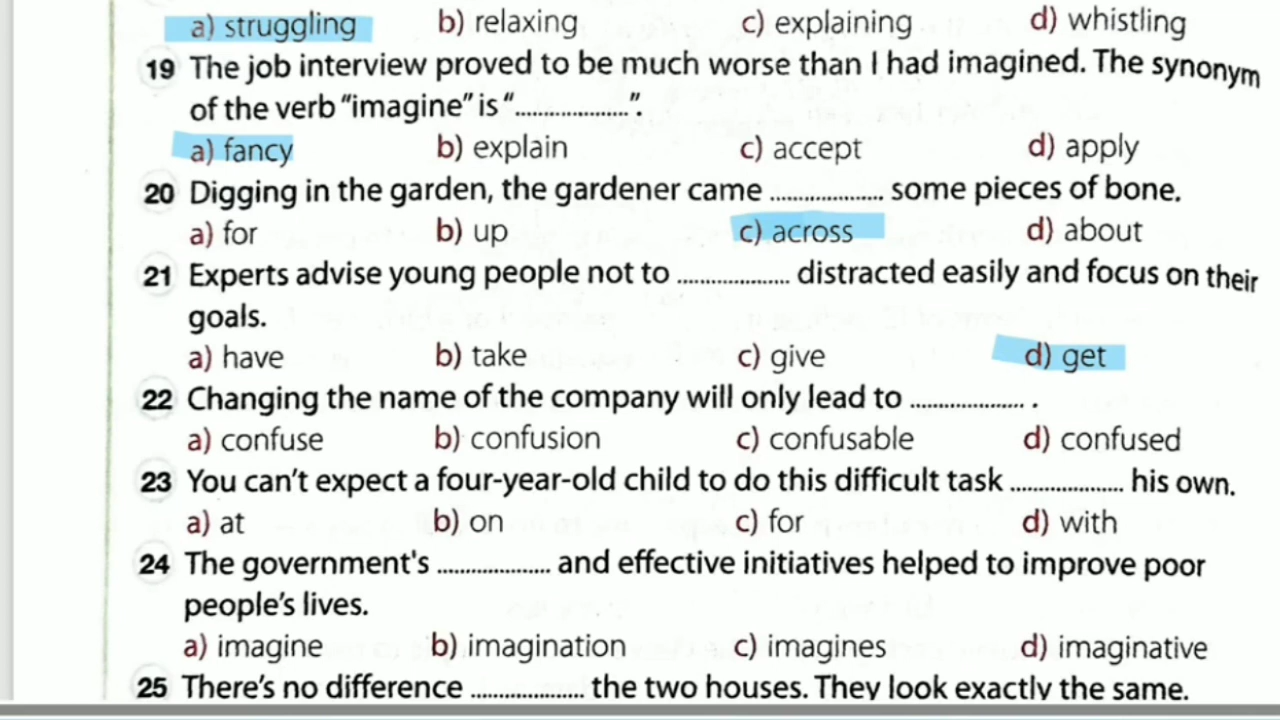 a) struggling b) relaxing c) explaining d) whistling
19 The job interview proved to be much worse than I had imagined. The synonym
of the verb “imagine” is “....................”.
a) fancy b) explain c) accept d) apply
20 Digging in the garden, the gardener came .................... some pieces of bone.
a) for b) up c) across d) about
21 Experts advise young people not to .................... distracted easily and focus on their
goals.
a) have b) take c) give d) get
22 Changing the name of the company will only lead to .................... .
a) confuse b) confusion c) confusable d) confused
23 You can’t expect a four-year-old child to do this difficult task .................... his own.
a) at b) on c) for d) with
24 The government's .................... and effective initiatives helped to improve poor
people’s lives.
a) imagine b) imagination c) imagines d) imaginative
25 There’s no difference .................... the two houses. They look exactly the same.